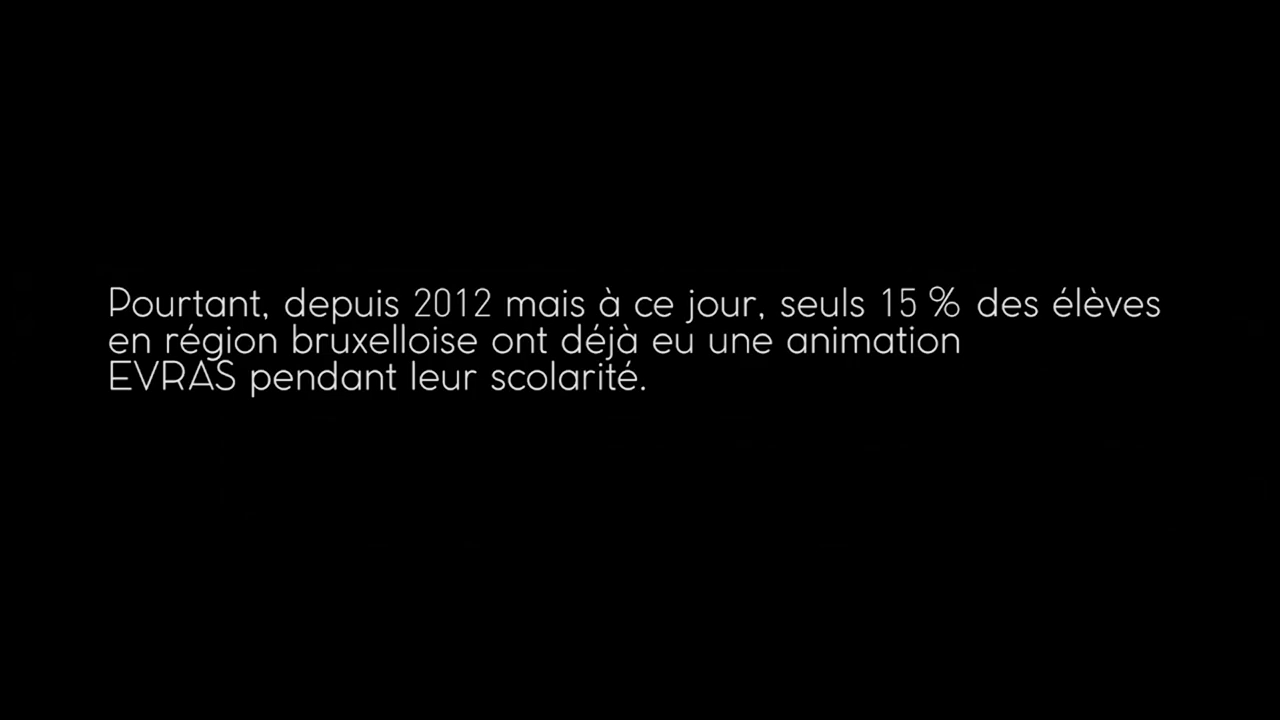 Pourtant, depuis 2012 mais à ce jour, seuls 15 % des élèves
en région bruxelloise ont déjà eu une animation
EVRAS pendant leur scolarité.